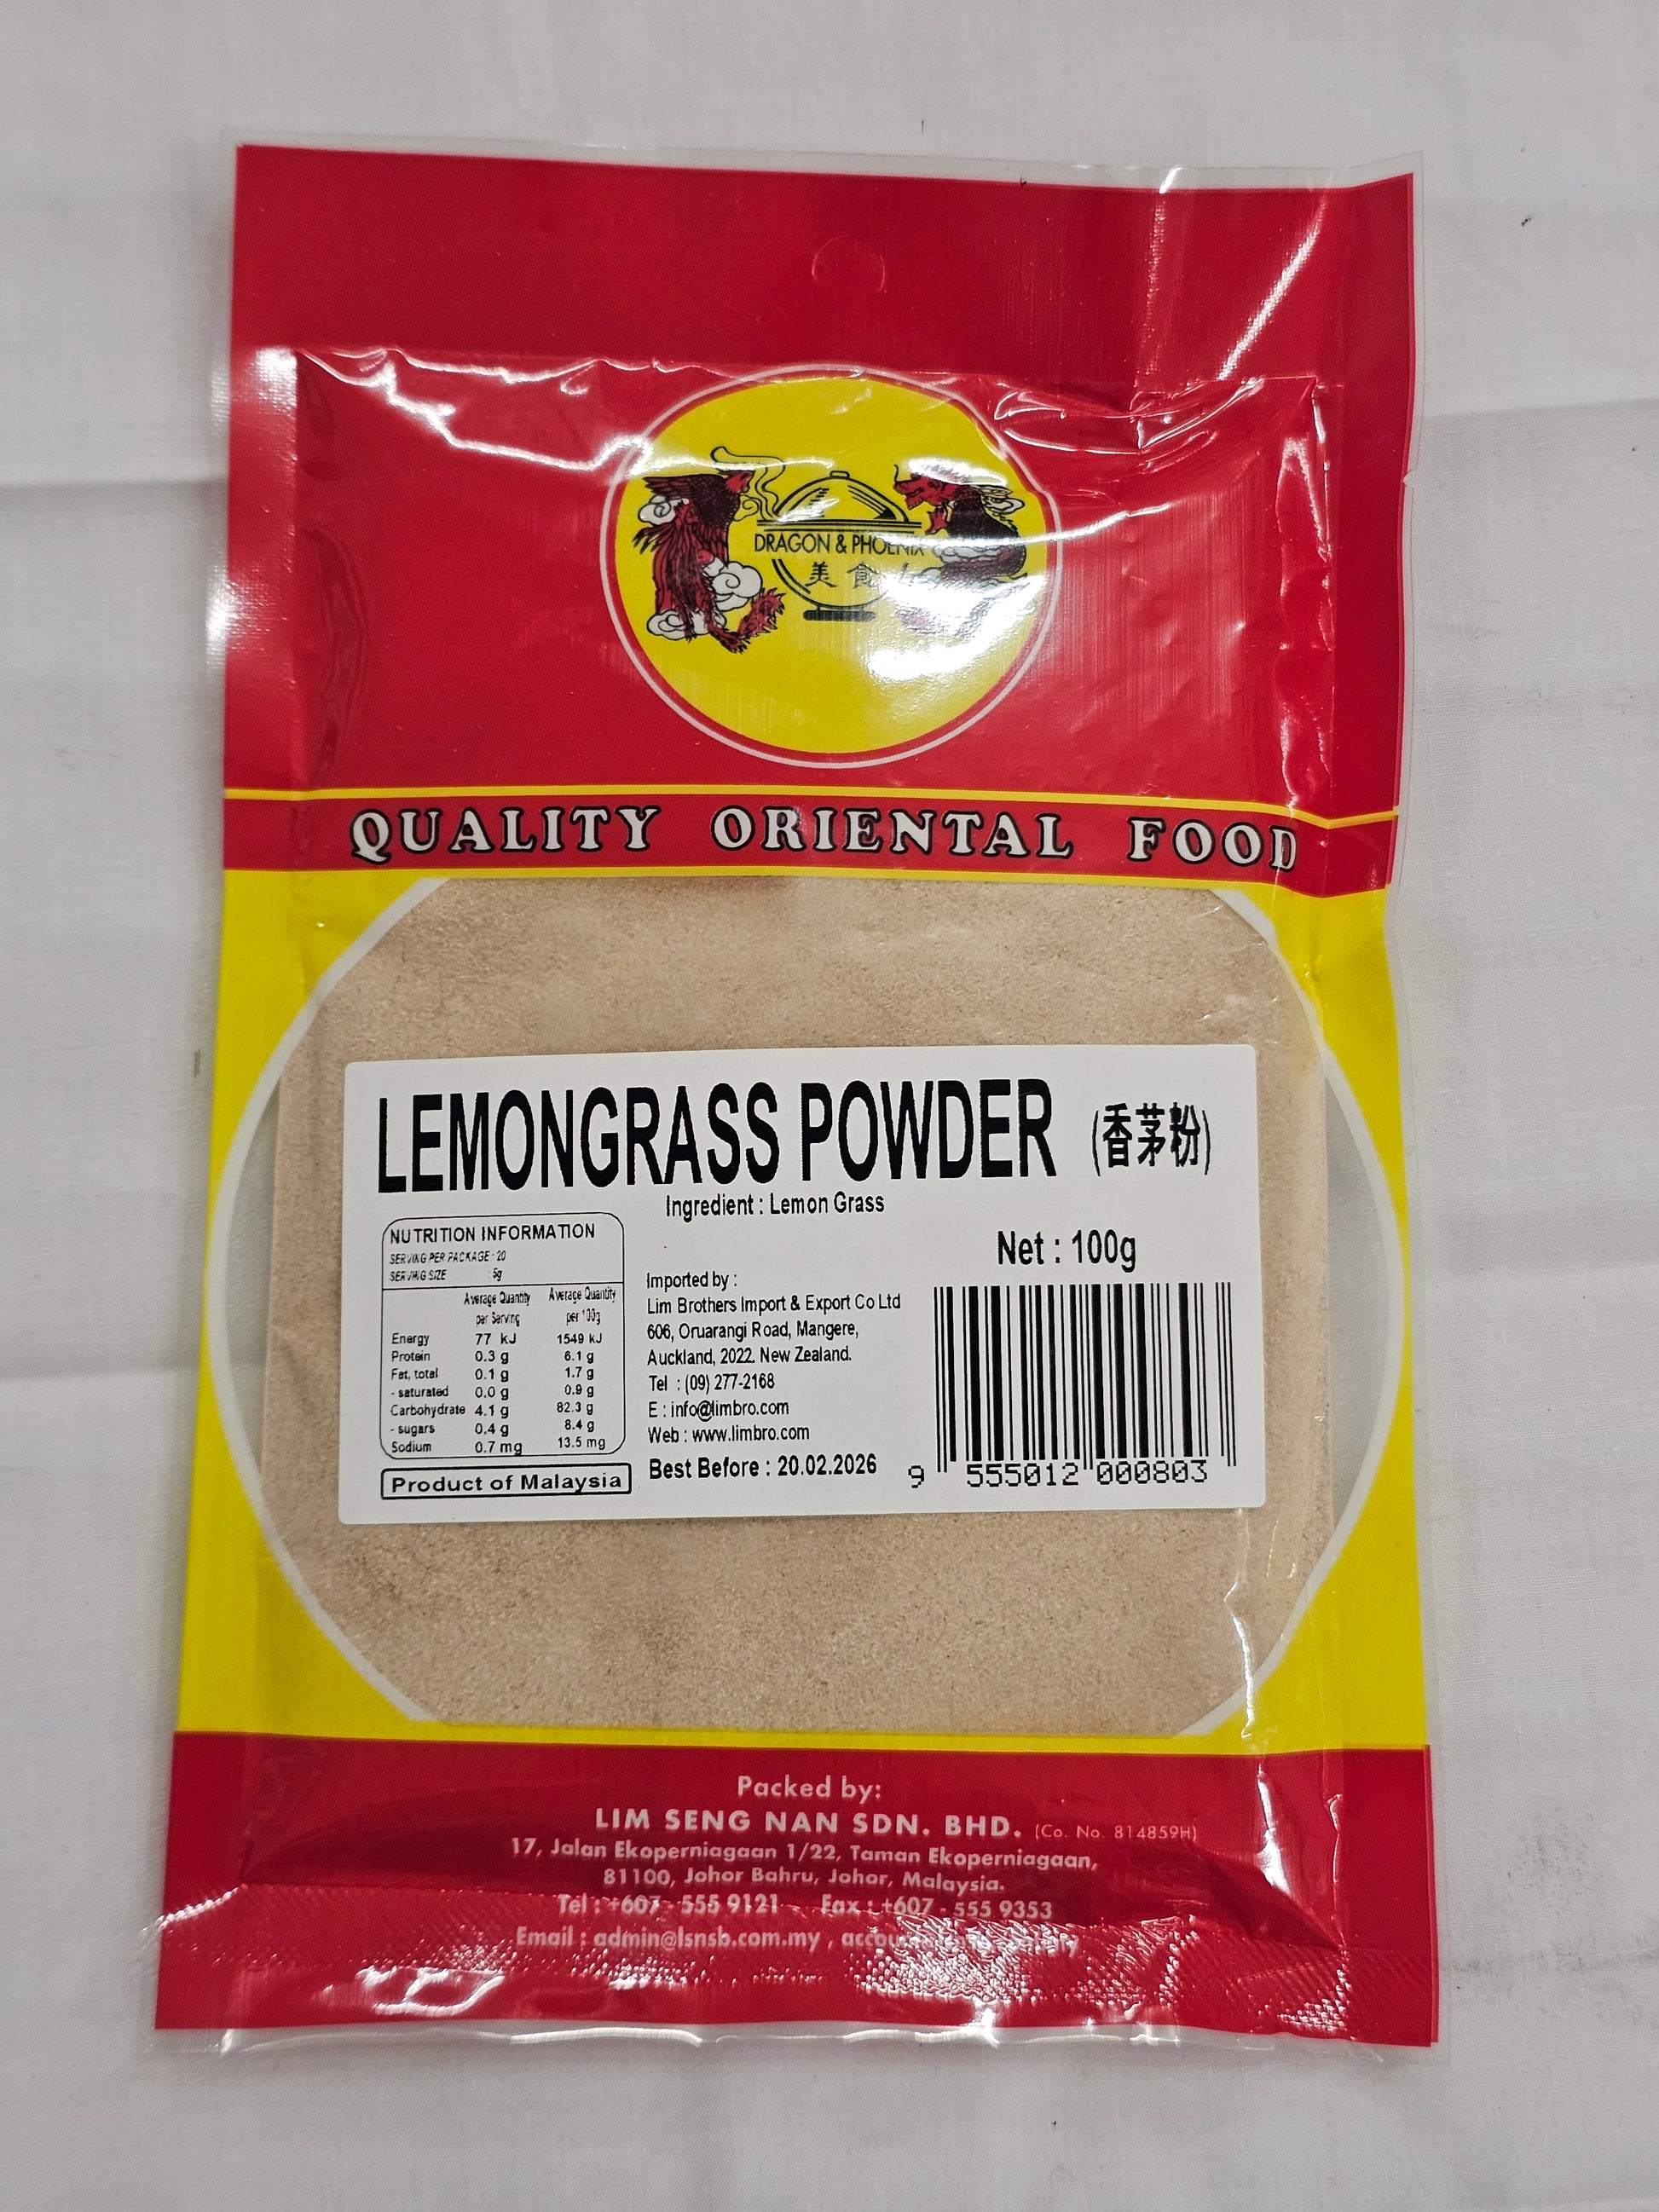 DRAGON & PHOENIX
美食
QUALITY ORIENTAL FOOD
LEMONGRASS POWDER (香茅粉)
Ingredient : Lemon Grass
NUTRITION INFORMATION
SERVING PER PACKAGE : 20
SERVING SIZE : 5g
Average Quantity per Serving Average Quantity per 100g
Energy 77 kJ 1549 kJ
Protein 0.3 g 6.1 g
Fat, total 0.1 g 1.7 g
- saturated 0.0 g 0.9 g
Carbohydrate 4.1 g 82.3 g
- sugars 0.4 g 8.4 g
Sodium 0.7 mg 13.5 mg
Product of Malaysia
Imported by :
Lim Brothers Import & Export Co Ltd
606, Oruarangi Road, Mangere,
Auckland, 2022. New Zealand.
Tel : (09) 277-2168
E : info@limbro.com
Web : www.limbro.com
Best Before : 20.02.2026
Net : 100g
9 555012 000803
Packed by:
LIM SENG NAN SDN. BHD. (Co. No. 814859H)
17, Jalan Ekoperniagaan 1/22, Taman Ekoperniagaan,
81100, Johor Bahru, Johor, Malaysia.
Tel : +607 - 555 9121 Fax : +607 - 555 9353
Email : admin@lsnsb.com.my ,